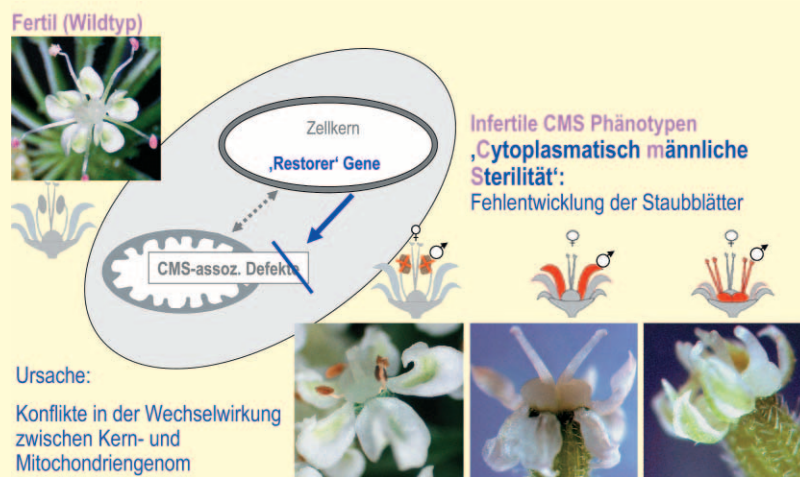 Fertil (Wildtyp)
Zellkern
‚Restorer‘ Gene
CMS-assoz. Defekte
Infertile CMS Phänotypen
‚Cytoplasmatisch männliche
Sterilität‘:
Fehlentwicklung der Staubblätter
♀
♂
♀
♂
♀
♂
Ursache:
Konflikte in der Wechselwirkung
zwischen Kern- und
Mitochondriengenom